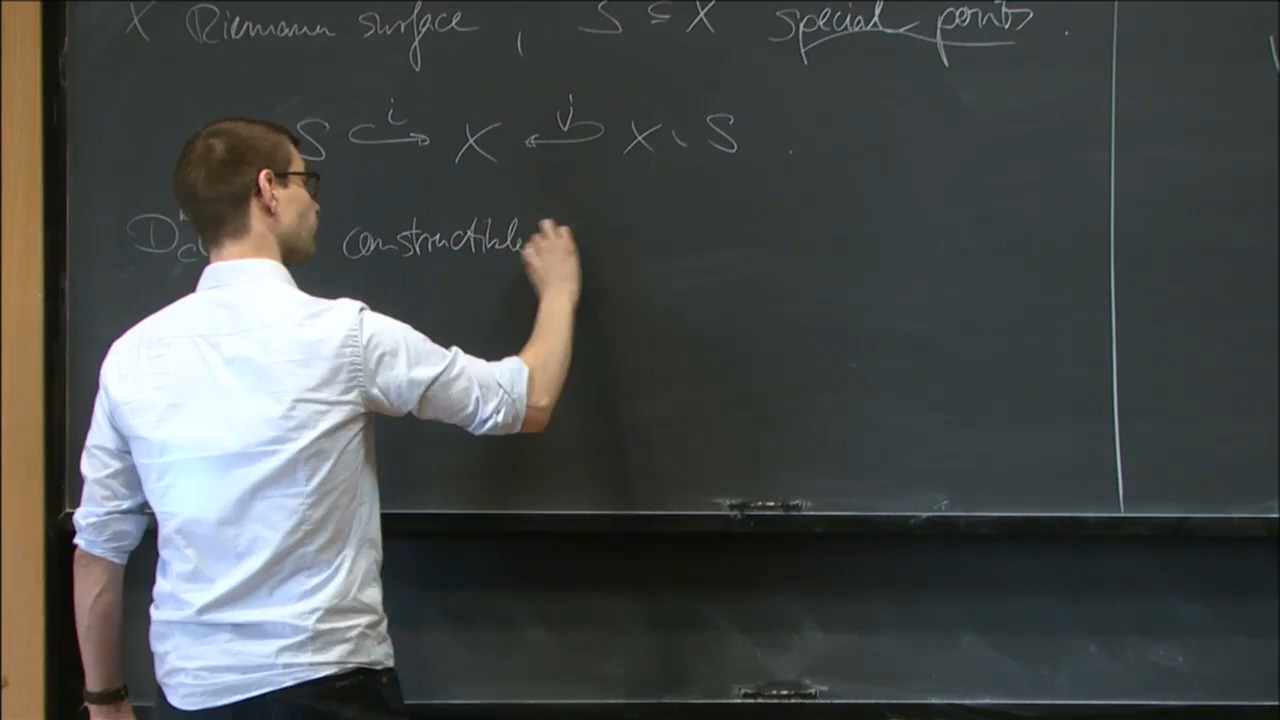 X Riemann surface, S ⊆ X special points.
S ↪ᶦ X ↩ʲ X \ S.
D constructible